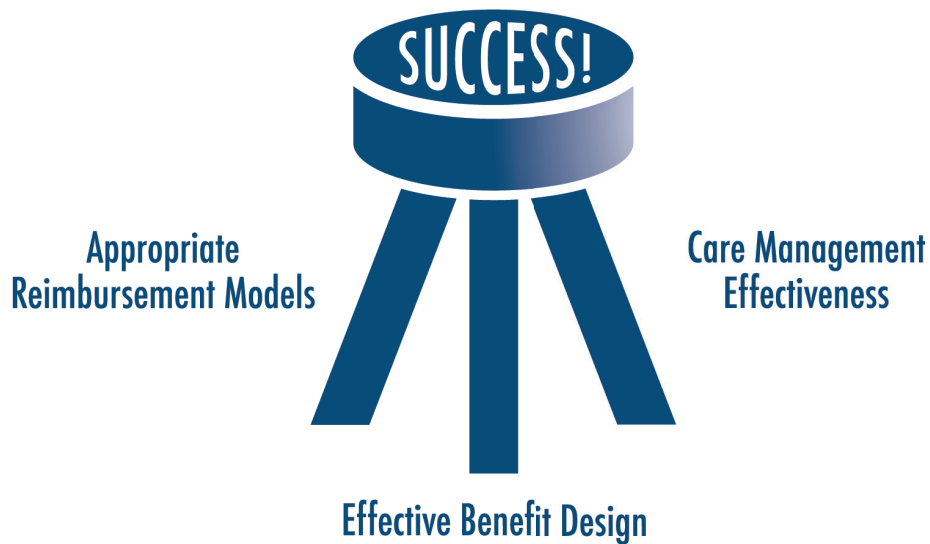 SUCCESS!
Appropriate
Reimbursement Models
Care Management
Effectiveness
Effective Benefit Design